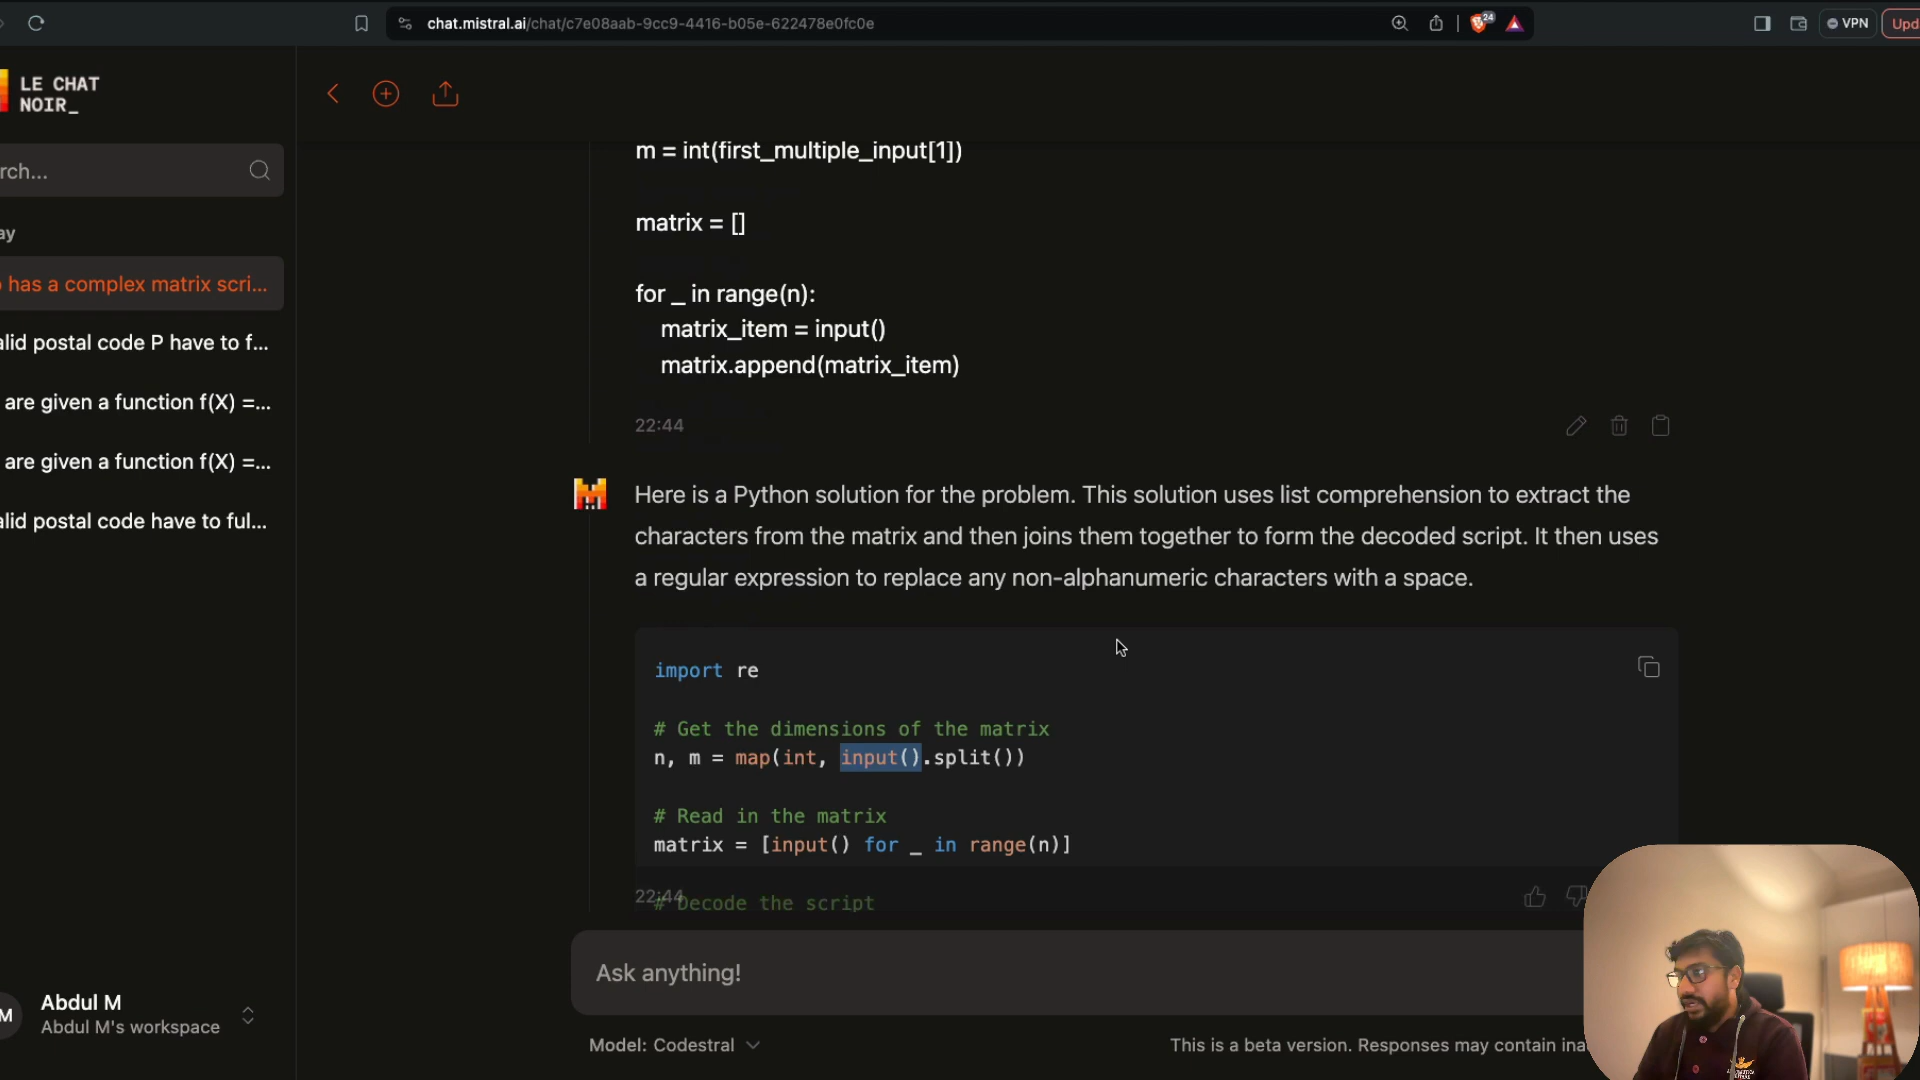 chat.mistral.ai/chat/c7e08aab-9cc9-4416-b05e-622478e0fc0e
24
VPN
Upd
LE CHAT
NOIR_
rch...
ay
has a complex matrix scri...
alid postal code P have to f...
are given a function f(X) =...
are given a function f(X) =...
alid postal code have to ful...
M
Abdul M
Abdul M's workspace
m = int(first_multiple_input[1])
matrix = []
for _ in range(n):
matrix_item = input()
matrix.append(matrix_item)
22:44
Here is a Python solution for the problem. This solution uses list comprehension to extract the
characters from the matrix and then joins them together to form the decoded script. It then uses
a regular expression to replace any non-alphanumeric characters with a space.
import re
# Get the dimensions of the matrix
n, m = map(int, input().split())
# Read in the matrix
matrix = [input() for _ in range(n)]
22:44
# Decode the script
Ask anything!
Model: Codestral
This is a beta version. Responses may contain ina